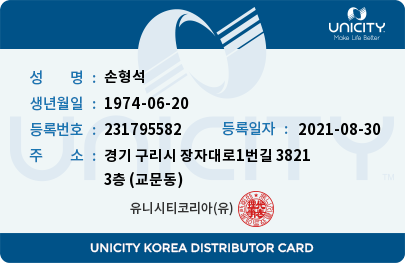 UNICITY
Make Life Better
성 명 : 손형석
생년월일 : 1974-06-20
등록번호 : 231795582 등록일자 : 2021-08-30
주 소 : 경기 구리시 장자대로1번길 3821
3층 (교문동)
유니시티코리아(유)
UNICITY
TM
UNICITY KOREA DISTRIBUTOR CARD